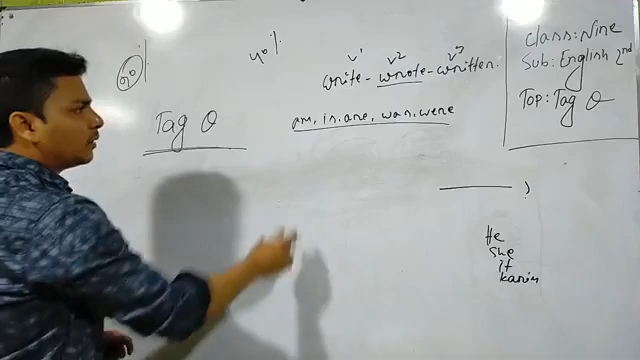 40%
v1 v2 v3
write - wrote - written.
am, is, are, was, were
Tag Q
Class: Nine
Sub: English 2nd
Top: Tag Q
?
He
She
It
Karim